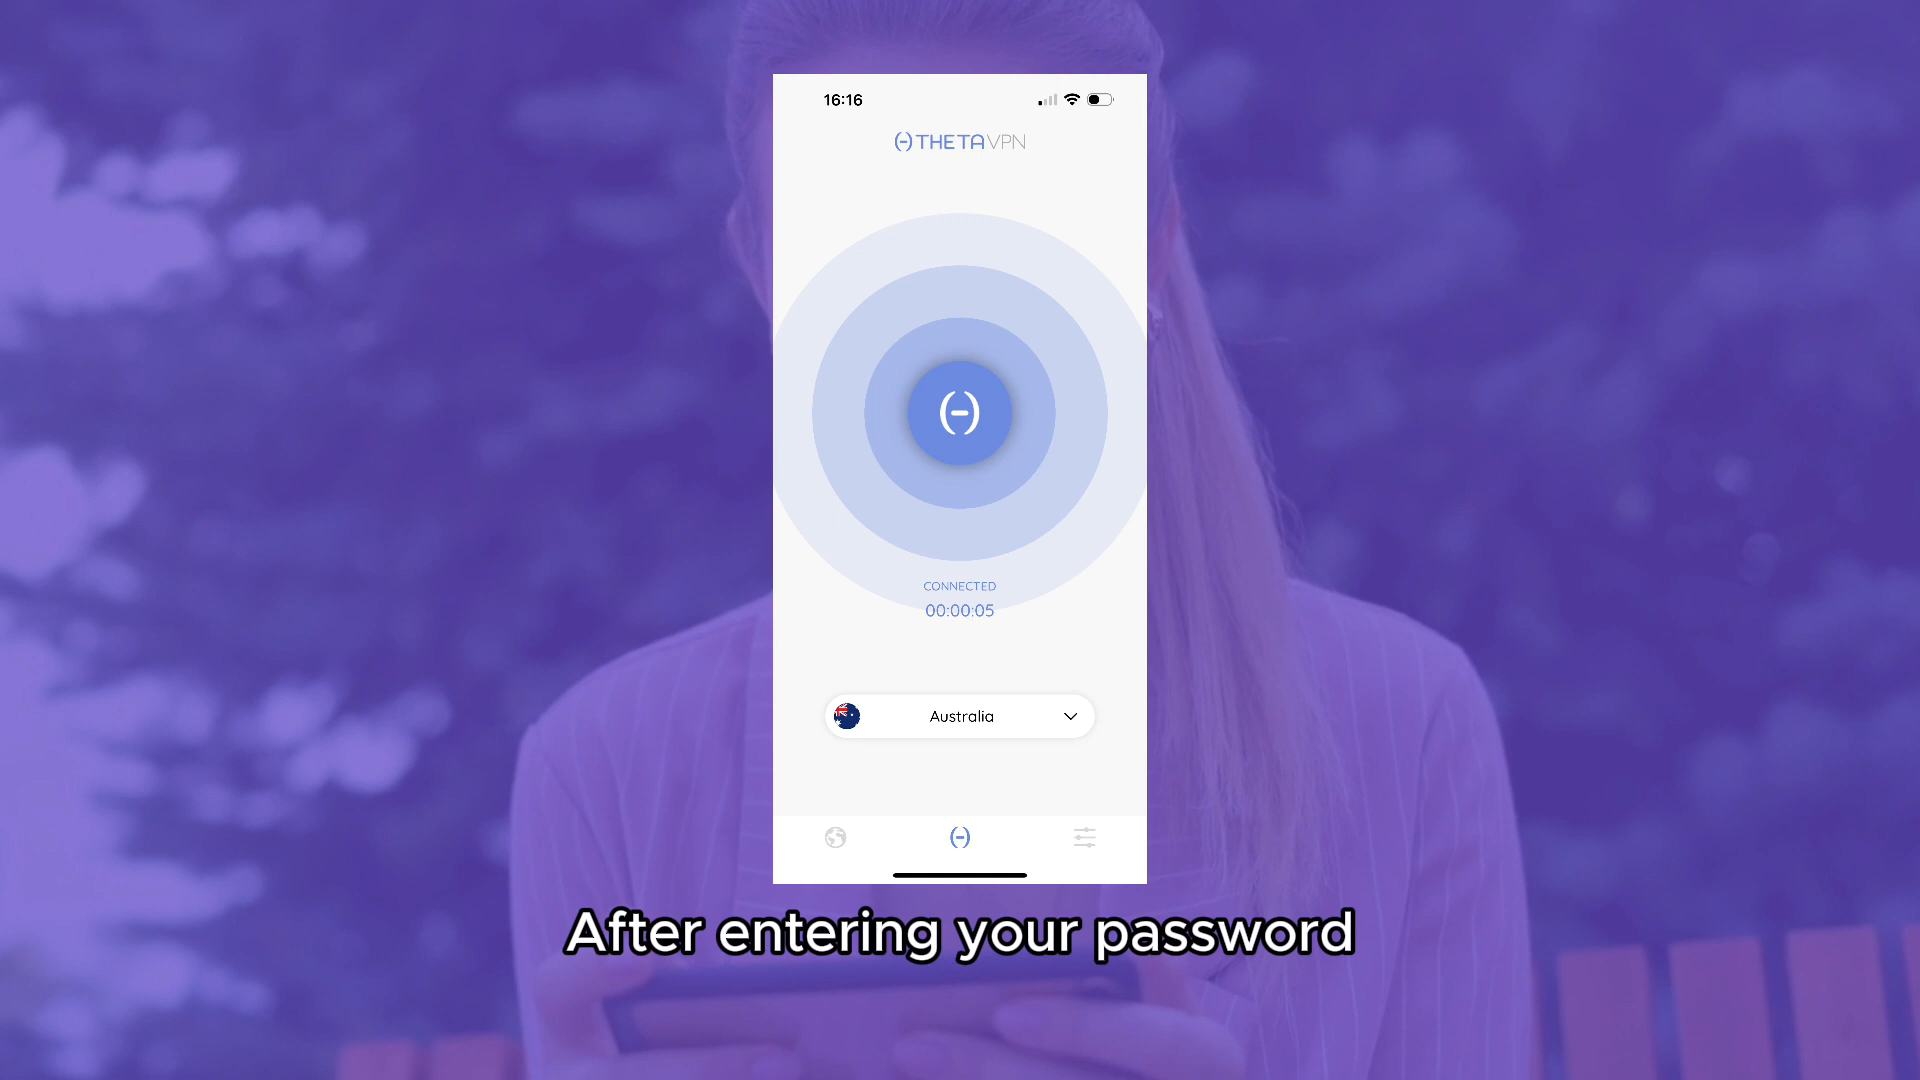 16:16
THETAVPN
CONNECTED
00:00:05
Australia
After entering your password